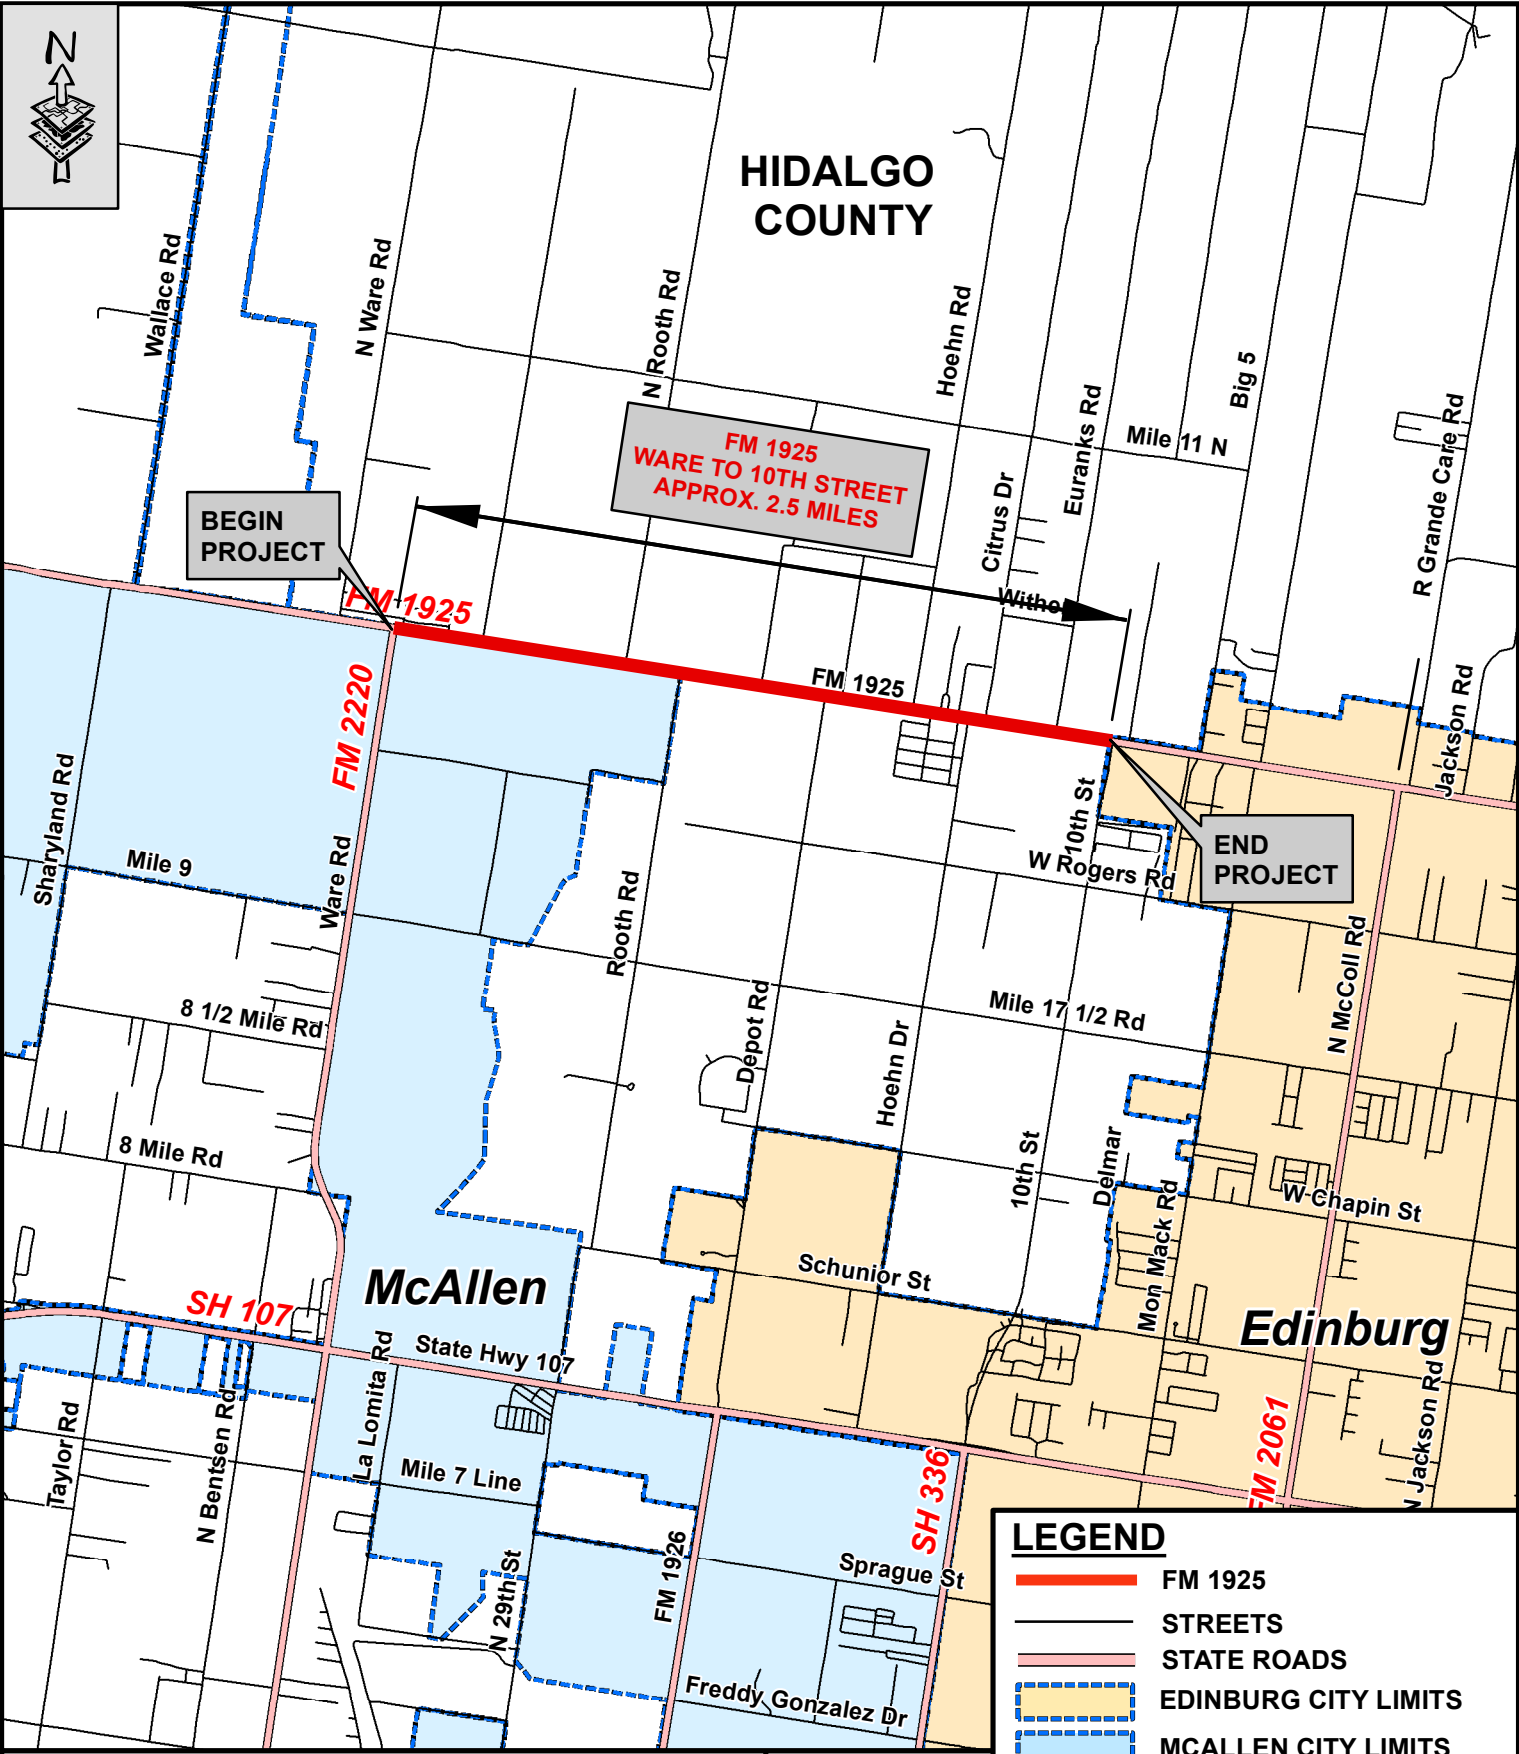 N
HIDALGO
COUNTY
Wallace Rd
N Ware Rd
N Rooth Rd
Hoehn Rd
Big 5
Euranks Rd
Mile 11 N
R Grande Care Rd
Citrus Dr
FM 1925
WARE TO 10TH STREET
APPROX. 2.5 MILES
BEGIN
PROJECT
FM 1925
FM 2220
FM 1925
Jackson Rd
Sharyland Rd
Mile 9
Ware Rd
10th St
W Rogers Rd
END
PROJECT
Rooth Rd
N McColl Rd
8 1/2 Mile Rd
Depot Rd
Hoehn Dr
Mile 17 1/2 Rd
8 Mile Rd
10th St
Delmar
Mon Mack Rd
W Chapin St
Schunior St
McAllen
Edinburg
SH 107
State Hwy 107
La Lomita Rd
Taylor Rd
N Bentsen Rd
Mile 7 Line
N 29th St
FM 1926
SH 336
FM 2061
N Jackson Rd
Sprague St
Freddy Gonzalez Dr
LEGEND
FM 1925
STREETS
STATE ROADS
EDINBURG CITY LIMITS
MCALLEN CITY LIMITS